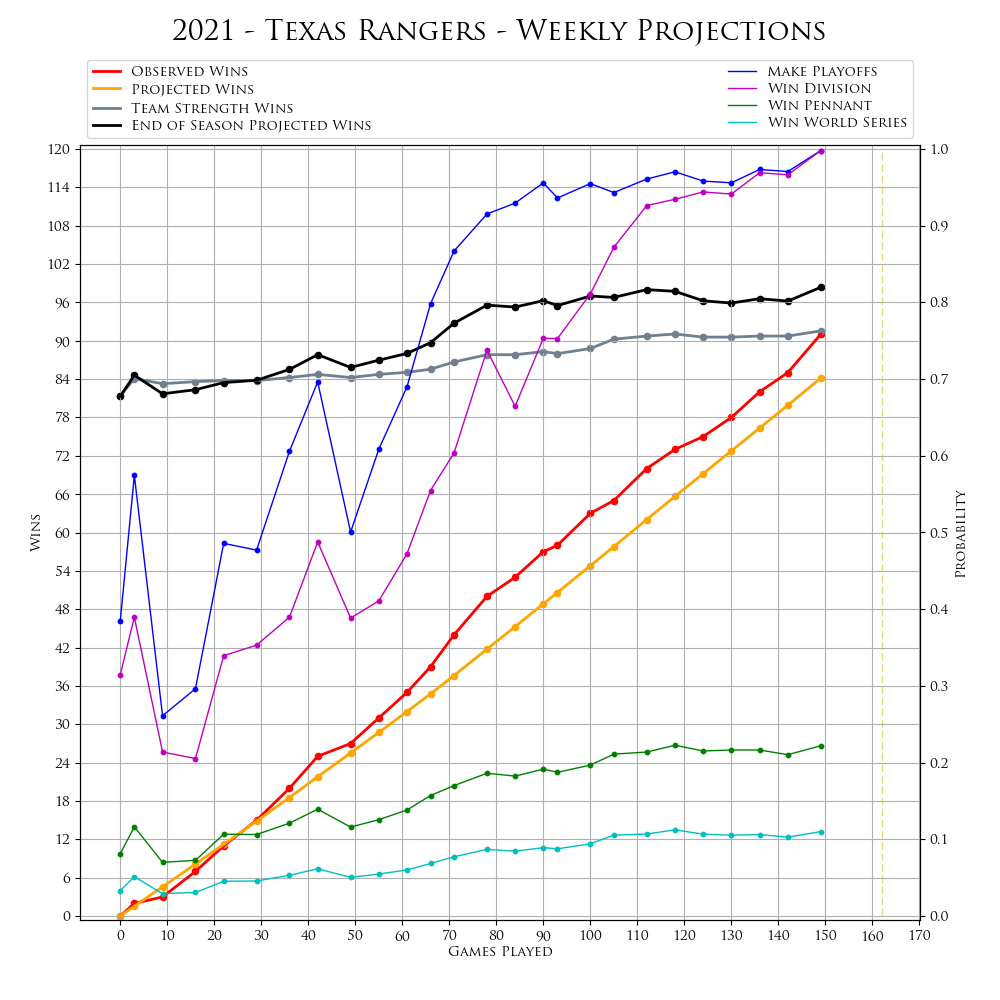 2021 - Texas Rangers - Weekly Projections
Observed Wins
Projected Wins
Team Strength Wins
End of Season Projected Wins
Make Playoffs
Win Division
Win Pennant
Win World Series
120
114
108
102
96
90
84
78
72
66
60
54
48
42
36
30
24
18
12
6
0
Wins
1.0
0.9
0.8
0.7
0.6
0.5
0.4
0.3
0.2
0.1
0.0
Probability
0 10 20 30 40 50 60 70 80 90 100 110 120 130 140 150 160 170
Games Played